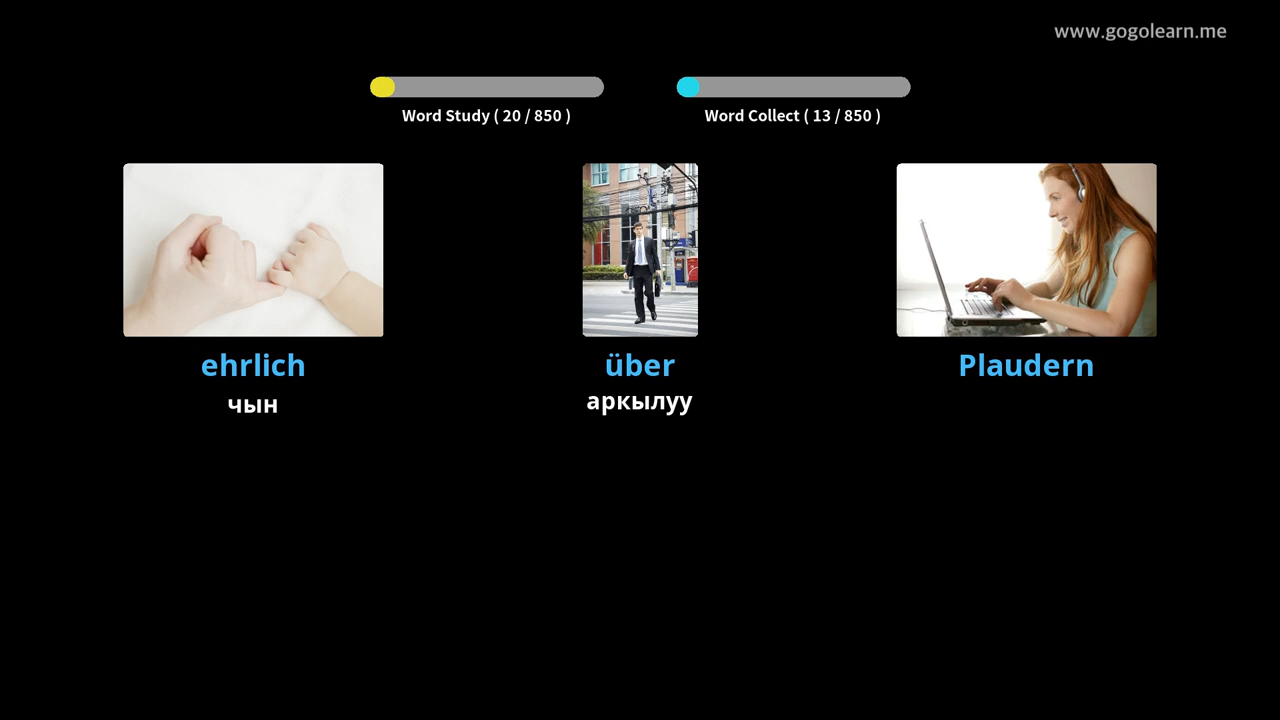 www.gogolearn.me
Word Study ( 20 / 850 )
Word Collect ( 13 / 850 )
ehrlich
über
Plaudern
чын
аркылуу